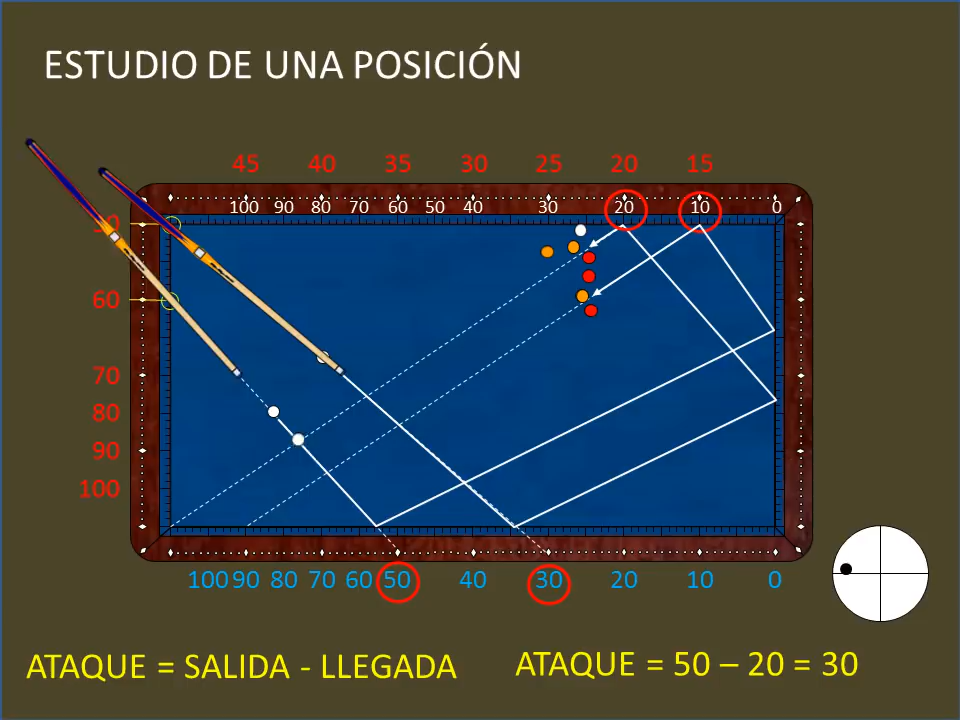 ESTUDIO DE UNA POSICIÓN
45 40 35 30 25 20 15
100 90 80 70 60 50 40 30 20 10 0
60
70
80
90
100
100 90 80 70 60 50 40 30 20 10 0
ATAQUE = SALIDA - LLEGADA
ATAQUE = 50 – 20 = 30